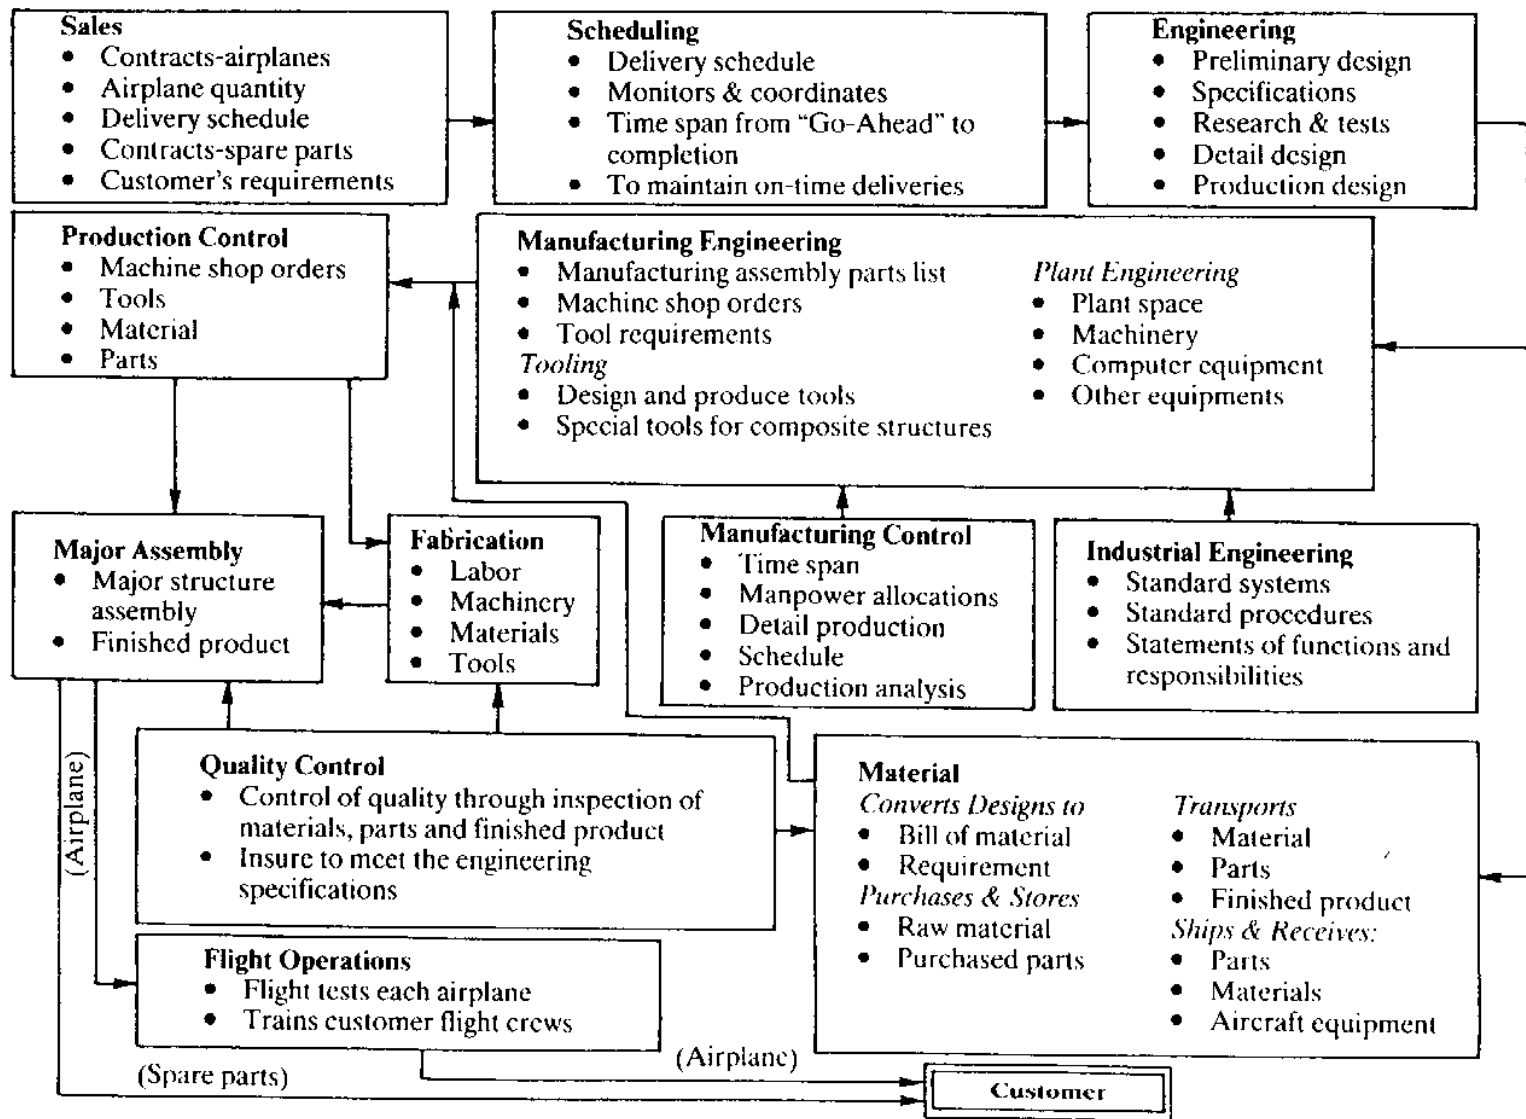 Sales
• Contracts-airplanes
• Airplane quantity
• Delivery schedule
• Contracts-spare parts
• Customer's requirements
Scheduling
• Delivery schedule
• Monitors & coordinates
• Time span from “Go-Ahead” to
completion
• To maintain on-time deliveries
Engineering
• Preliminary design
• Specifications
• Research & tests
• Detail design
• Production design
Production Control
• Machine shop orders
• Tools
• Material
• Parts
Manufacturing Engineering
• Manufacturing assembly parts list
• Machine shop orders
• Tool requirements
Tooling
• Design and produce tools
• Special tools for composite structures
Plant Engineering
• Plant space
• Machinery
• Computer equipment
• Other equipments
Major Assembly
• Major structure
assembly
• Finished product
Fabrication
• Labor
• Machinery
• Materials
• Tools
Manufacturing Control
• Time span
• Manpower allocations
• Detail production
• Schedule
• Production analysis
Industrial Engineering
• Standard systems
• Standard procedures
• Statements of functions and
responsibilities
(Airplane)
Quality Control
• Control of quality through inspection of
materials, parts and finished product
• Insure to meet the engineering
specifications
Material
Converts Designs to
• Bill of material
• Requirement
Purchases & Stores
• Raw material
• Purchased parts
Transports
• Material
• Parts
• Finished product
Ships & Receives:
• Parts
• Materials
• Aircraft equipment
Flight Operations
• Flight tests each airplane
• Trains customer flight crews
(Airplane)
(Spare parts)
Customer